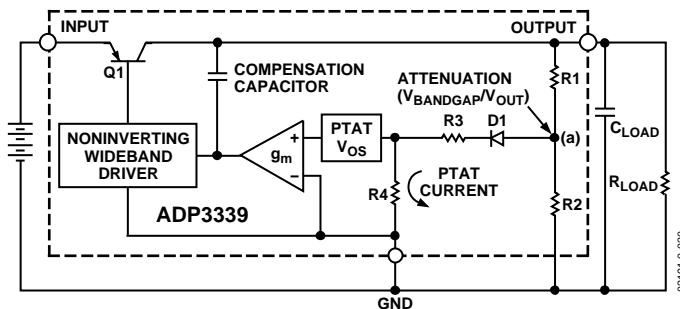 INPUT
OUTPUT
Q1
COMPENSATION
CAPACITOR
ATTENUATION
(VBANDGAP/VOUT)
R1
NONINVERTING
WIDEBAND
DRIVER
gm
+
−
PTAT
VOS
R3
D1
(a)
CLOAD
R4
PTAT
CURRENT
R2
RLOAD
ADP3339
GND